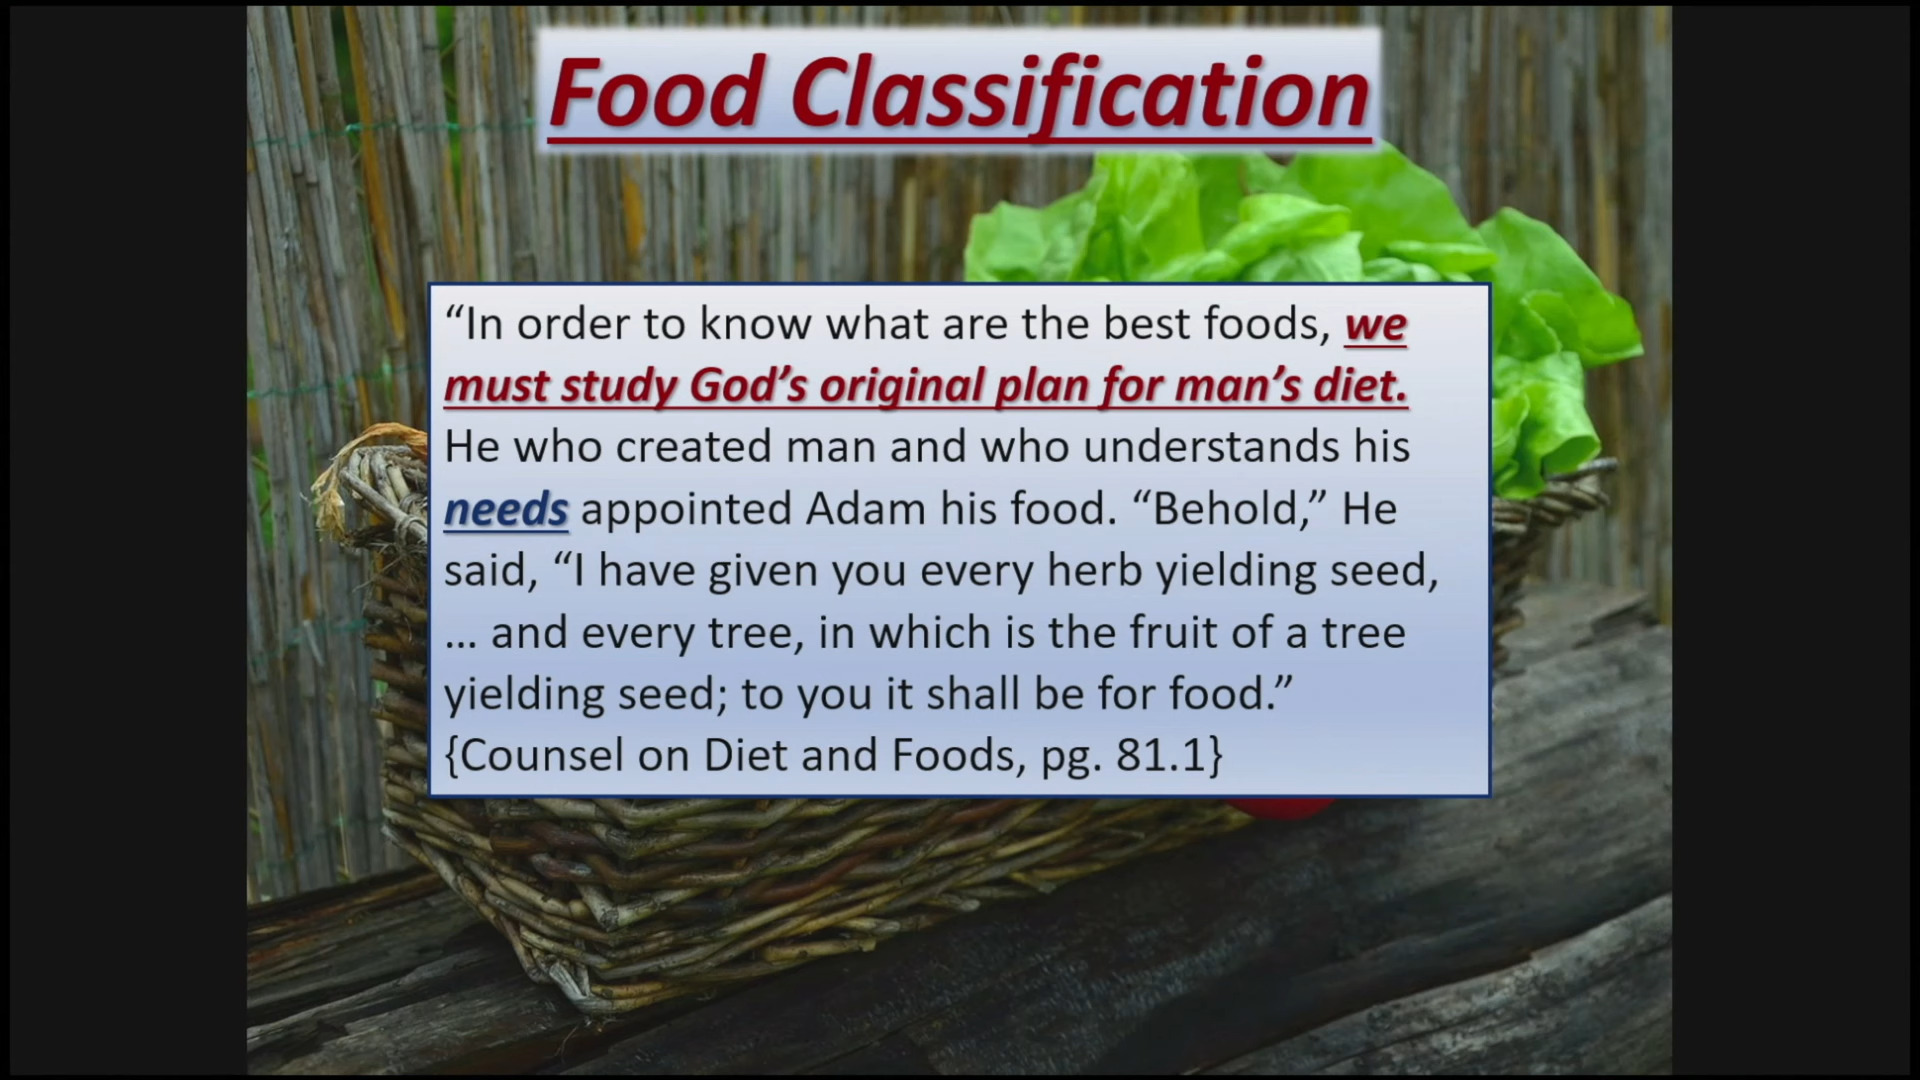 Food Classification
“In order to know what are the best foods, we
must study God’s original plan for man’s diet.
He who created man and who understands his
needs appointed Adam his food. “Behold,” He
said, “I have given you every herb yielding seed,
... and every tree, in which is the fruit of a tree
yielding seed; to you it shall be for food.”
{Counsel on Diet and Foods, pg. 81.1}